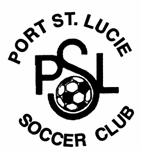 PORT ST. LUCIE
PSL
SOCCER CLUB